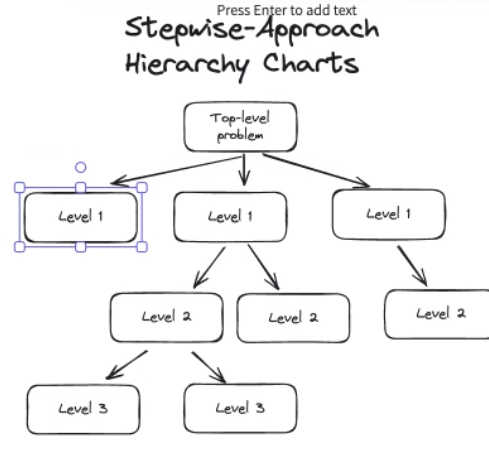 Press Enter to add text
Stepwise-Approach
Hierarchy Charts
Top-level
problem
Level 1
Level 1
Level 1
Level 2
Level 2
Level 2
Level 3
Level 3